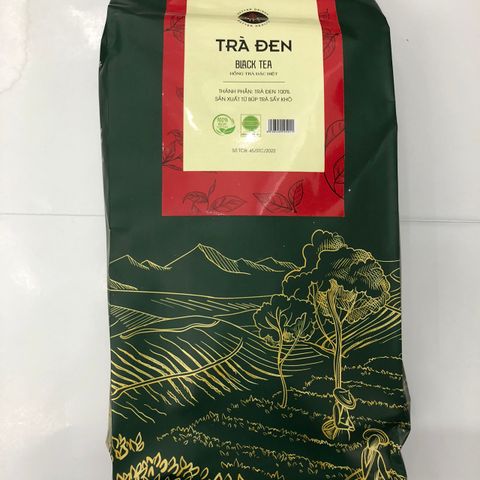 TRÀ ĐEN
BLACK TEA
HỒNG TRÀ ĐẶC BIỆT
THÀNH PHẦN: TRÀ ĐEN 100%
SẢN XUẤT TỪ BÚP TRÀ SẤY KHÔ
100%